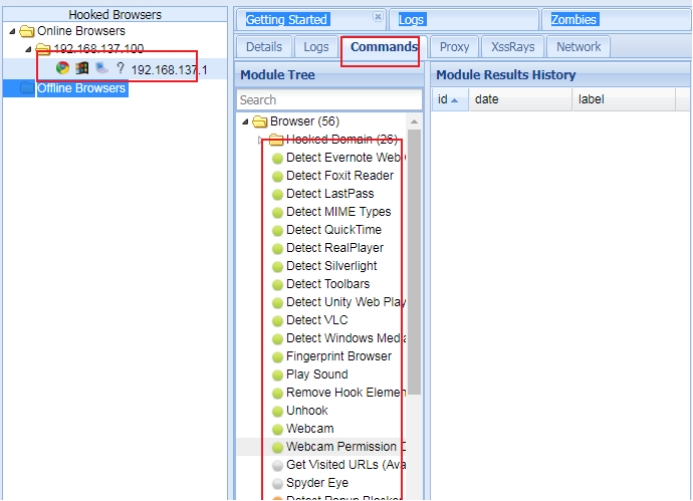 Hooked Browsers
Online Browsers
192.168.137.100
? 192.168.137.1
Offline Browsers
Getting Started
Logs
Zombies
Details
Logs
Commands
Proxy
XssRays
Network
Module Tree
Search
Browser (56)
Hooked Domain (26)
Detect Evernote Web
Detect Foxit Reader
Detect LastPass
Detect MIME Types
Detect QuickTime
Detect RealPlayer
Detect Silverlight
Detect Toolbars
Detect Unity Web Play
Detect VLC
Detect Windows Media
Fingerprint Browser
Play Sound
Remove Hook Elemen
Unhook
Webcam
Webcam Permission
Get Visited URLs (Ava
Spyder Eye
Detect Popup Blocker
Module Results History
id
date
label